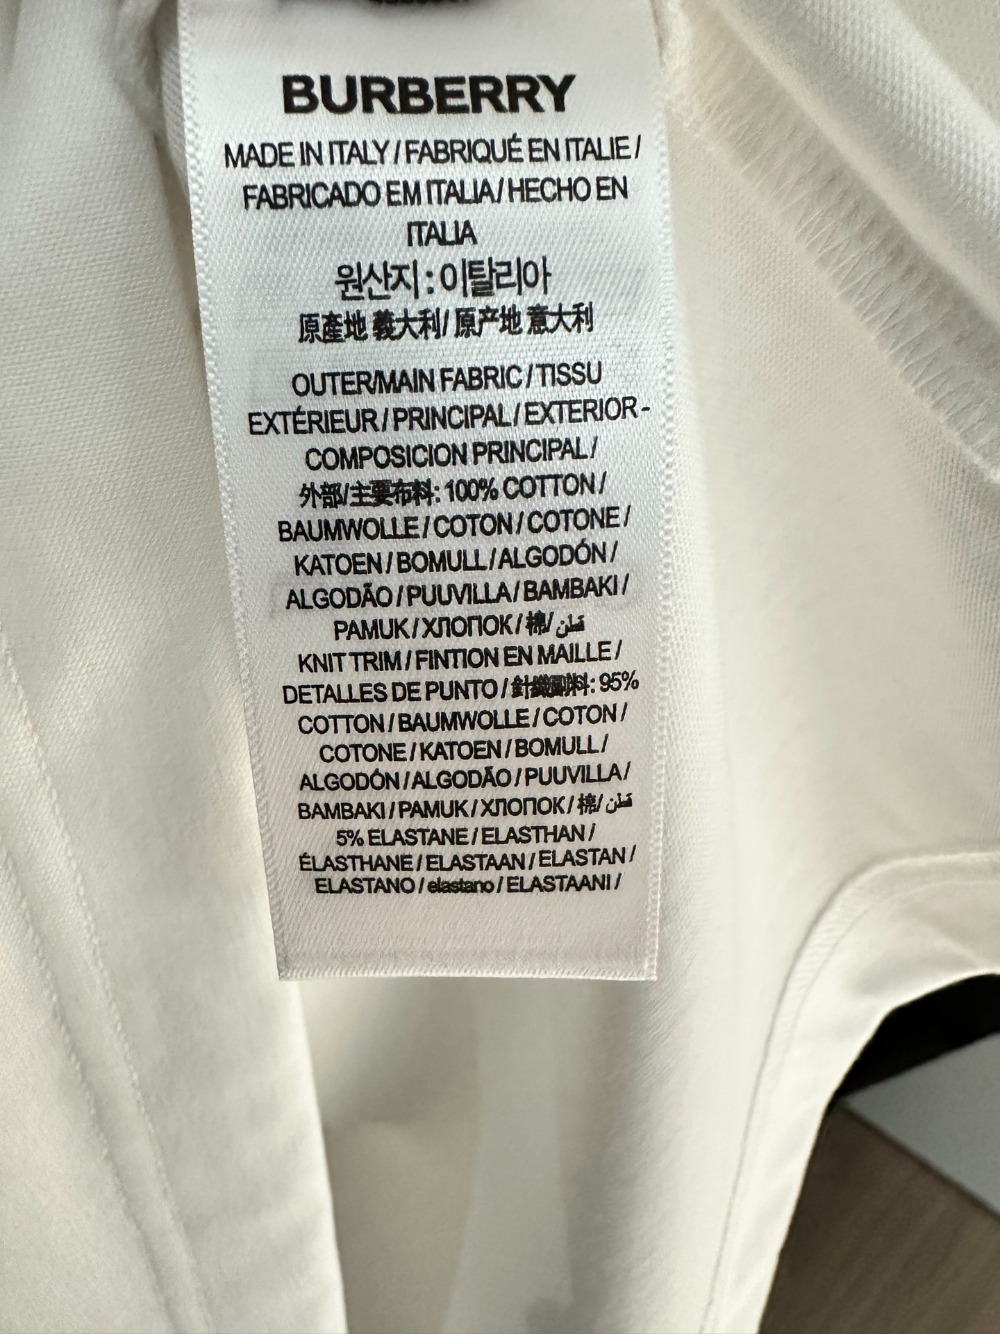 BURBERRY
MADE IN ITALY / FABRIQUÉ EN ITALIE /
FABRICADO EM ITALIA / HECHO EN
ITALIA
원산지 : 이탈리아
原產地 義大利/ 原产地 意大利
OUTER/MAIN FABRIC / TISSU
EXTÉRIEUR / PRINCIPAL / EXTERIOR -
COMPOSICION PRINCIPAL /
外部/主要布料: 100% COTTON /
BAUMWOLLE / COTON / COTONE /
KATOEN / BOMULL / ALGODÓN /
ALGODÃO / PUUVILLA / BAMBAKI /
PAMUK / ХЛОПОК / 棉/ قطن
KNIT TRIM / FINTION EN MAILLE /
DETALLES DE PUNTO / 針織副料: 95%
COTTON / BAUMWOLLE / COTON /
COTONE / KATOEN / BOMULL /
ALGODÓN / ALGODÃO / PUUVILLA /
BAMBAKI / PAMUK / ХЛОПОК / 棉/ قطن
5% ELASTANE / ELASTHAN /
ÉLASTHANE / ELASTAAN / ELASTAN /
ELASTANO / elastano / ELASTAANI /